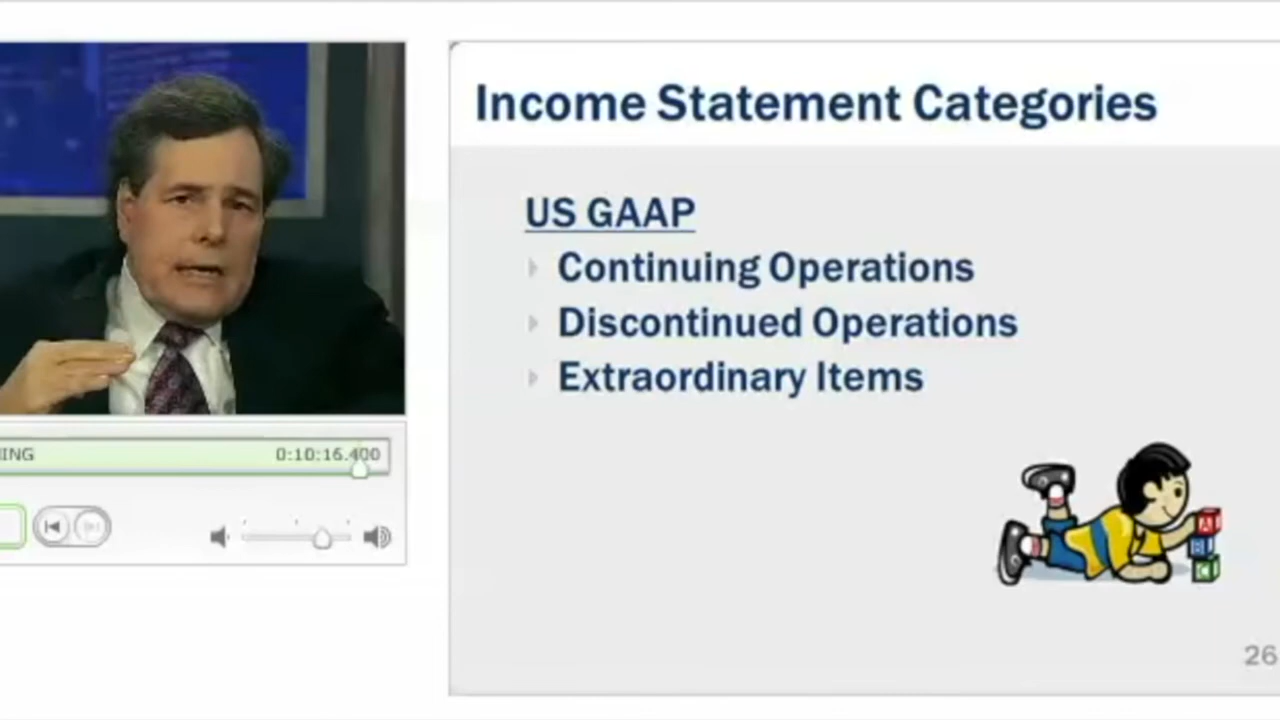 Income Statement Categories
US GAAP
Continuing Operations
Discontinued Operations
Extraordinary Items
ING
0:10:16.400
A
B
C
26